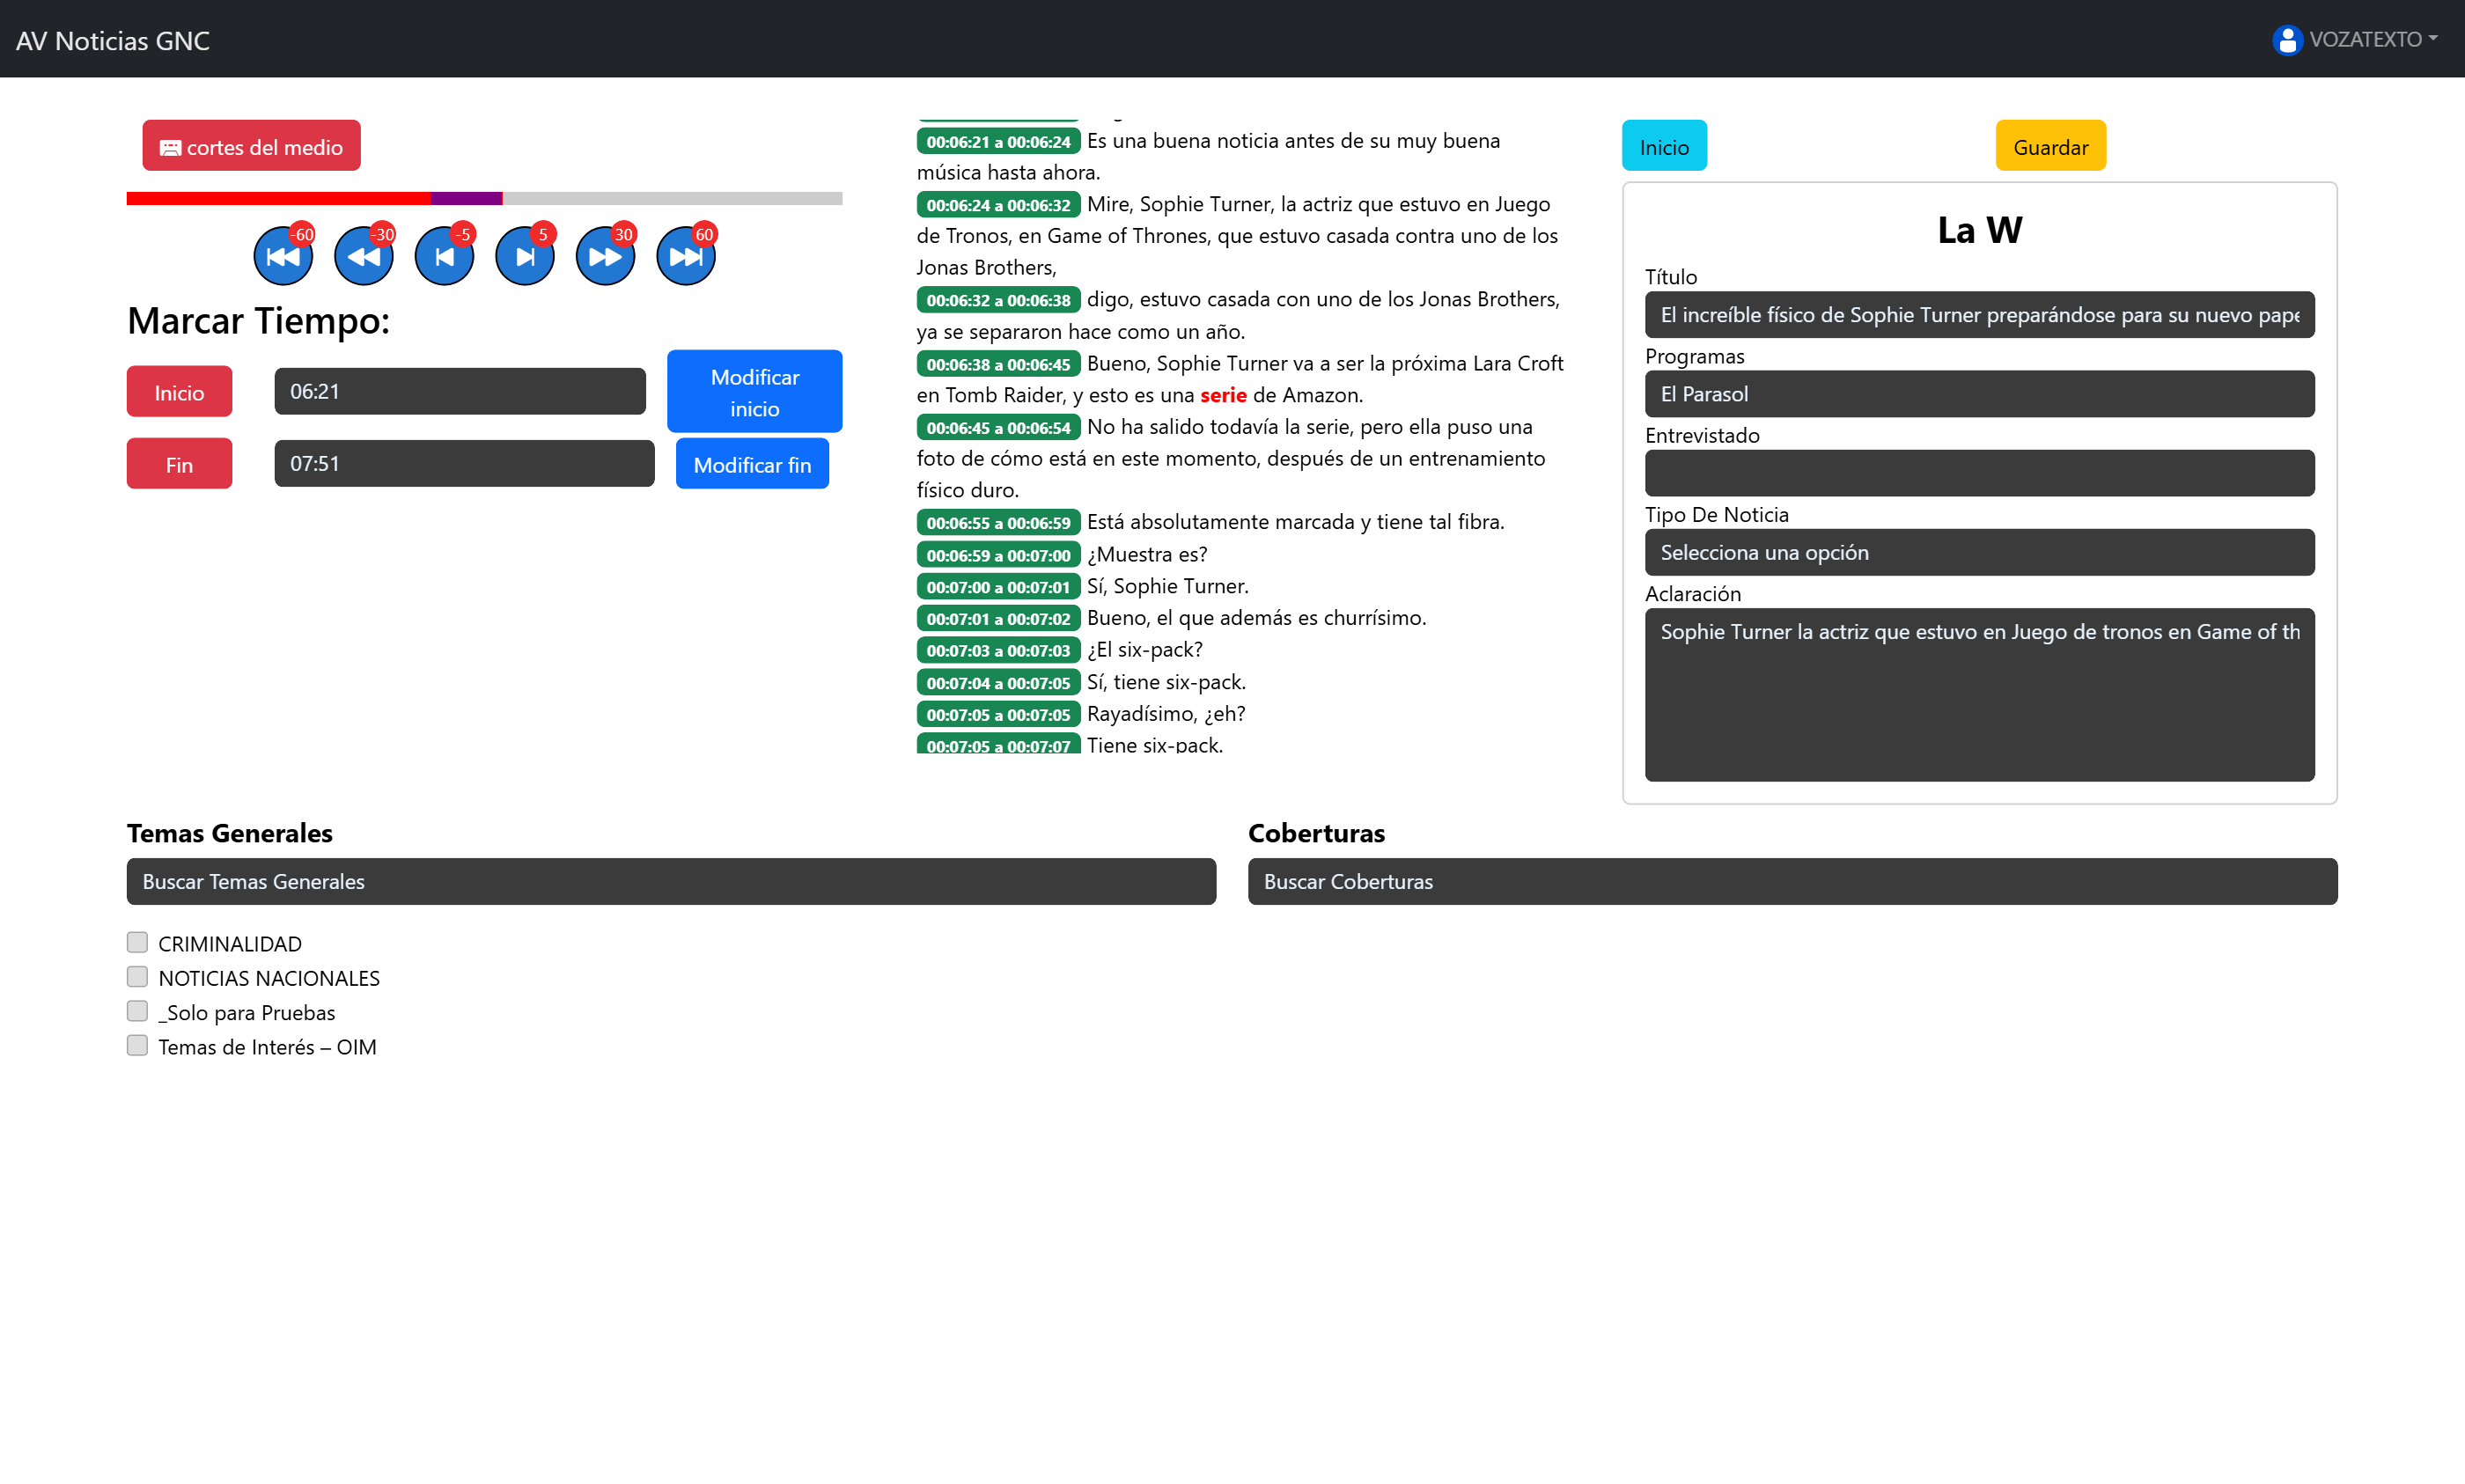 AV Noticias GNC
VOZATEXTO
cortes del medio
-60
-30
-5
5
30
60
Marcar Tiempo:
Inicio
06:21
Modificar
inicio
Fin
07:51
Modificar fin
00:06:21 a 00:06:24 Es una buena noticia antes de su muy buena
música hasta ahora.
00:06:24 a 00:06:32 Mire, Sophie Turner, la actriz que estuvo en Juego
de Tronos, en Game of Thrones, que estuvo casada contra uno de los
Jonas Brothers,
00:06:32 a 00:06:38 digo, estuvo casada con uno de los Jonas Brothers,
ya se separaron hace como un año.
00:06:38 a 00:06:45 Bueno, Sophie Turner va a ser la próxima Lara Croft
en Tomb Raider, y esto es una serie de Amazon.
00:06:45 a 00:06:54 No ha salido todavía la serie, pero ella puso una
foto de cómo está en este momento, después de un entrenamiento
físico duro.
00:06:55 a 00:06:59 Está absolutamente marcada y tiene tal fibra.
00:06:59 a 00:07:00 ¿Muestra es?
00:07:00 a 00:07:01 Sí, Sophie Turner.
00:07:01 a 00:07:02 Bueno, el que además es churrísimo.
00:07:03 a 00:07:03 ¿El six-pack?
00:07:04 a 00:07:05 Sí, tiene six-pack.
00:07:05 a 00:07:05 Rayadísimo, ¿eh?
00:07:05 a 00:07:07 Tiene six-pack.
Inicio
Guardar
La W
Título
El increíble físico de Sophie Turner preparándose para su nuevo pape
Programas
El Parasol
Entrevistado
Tipo De Noticia
Selecciona una opción
Aclaración
Sophie Turner la actriz que estuvo en Juego de tronos en Game of th
Temas Generales
Buscar Temas Generales
CRIMINALIDAD
NOTICIAS NACIONALES
_Solo para Pruebas
Temas de Interés – OIM
Coberturas
Buscar Coberturas